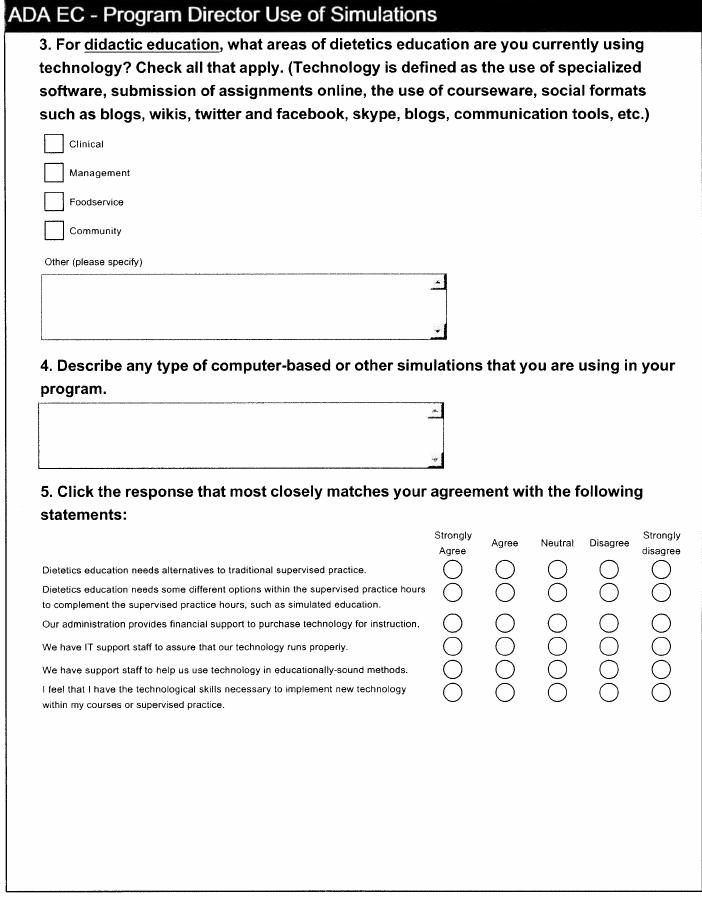 ADA EC - Program Director Use of Simulations
3. For didactic education, what areas of dietetics education are you currently using
technology? Check all that apply. (Technology is defined as the use of specialized
software, submission of assignments online, the use of courseware, social formats
such as blogs, wikis, twitter and facebook, skype, blogs, communication tools, etc.)
Clinical
Management
Foodservice
Community
Other (please specify)
4. Describe any type of computer-based or other simulations that you are using in your
program.
5. Click the response that most closely matches your agreement with the following
statements:
Strongly Agree Agree Neutral Disagree Strongly disagree
Dietetics education needs alternatives to traditional supervised practice.
Dietetics education needs some different options within the supervised practice hours
to complement the supervised practice hours, such as simulated education.
Our administration provides financial support to purchase technology for instruction.
We have IT support staff to assure that our technology runs properly.
We have support staff to help us use technology in educationally-sound methods.
I feel that I have the technological skills necessary to implement new technology
within my courses or supervised practice.